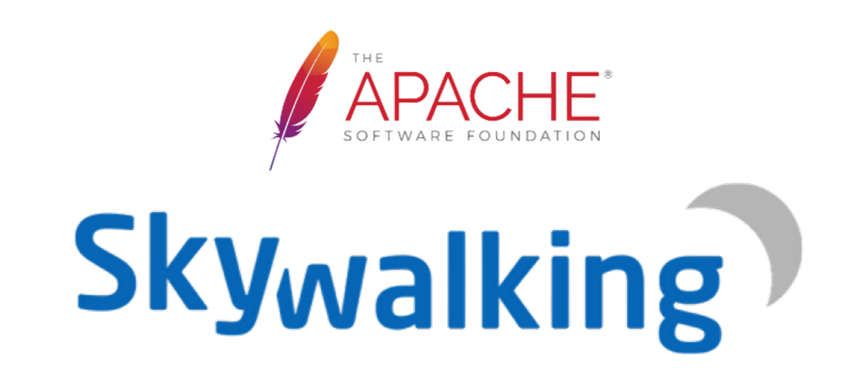 THE
APACHE®
SOFTWARE FOUNDATION
Skywalking